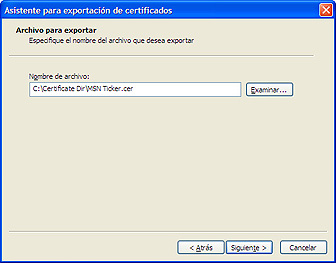 Asistente para exportación de certificados
Archivo para exportar
Especifique el nombre del archivo que desea exportar
Nombre de archivo:
C:\Certificate Dir\MSN Ticker.cer
Examinar...
< Atrás
Siguiente >
Cancelar